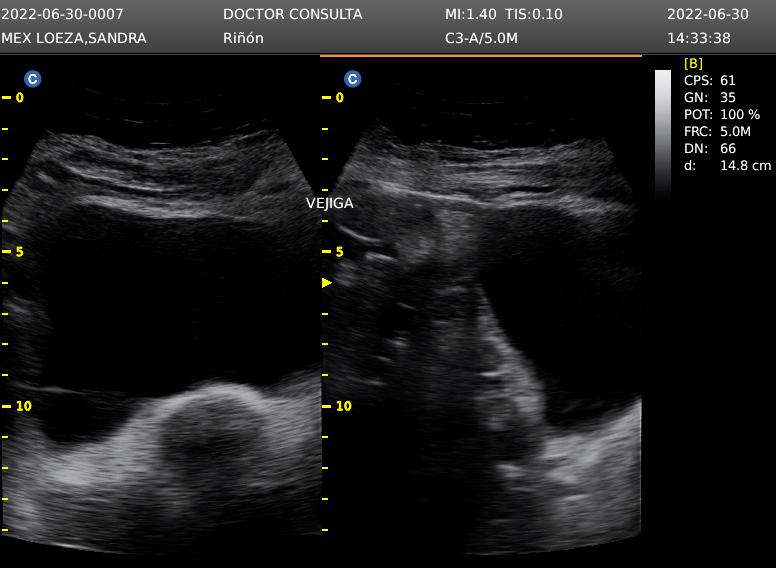 2022-06-30-0007 DOCTOR CONSULTA MI:1.40 TIS:0.10 2022-06-30
MEX LOEZA,SANDRA Riñón C3-A/5.0M 14:33:38
[B]
C C
CPS: 61
0 0
GN: 35
POT: 100 %
FRC: 5.0M
DN: 66
d: 14.8 cm
VEJIGA
5 5
10 10